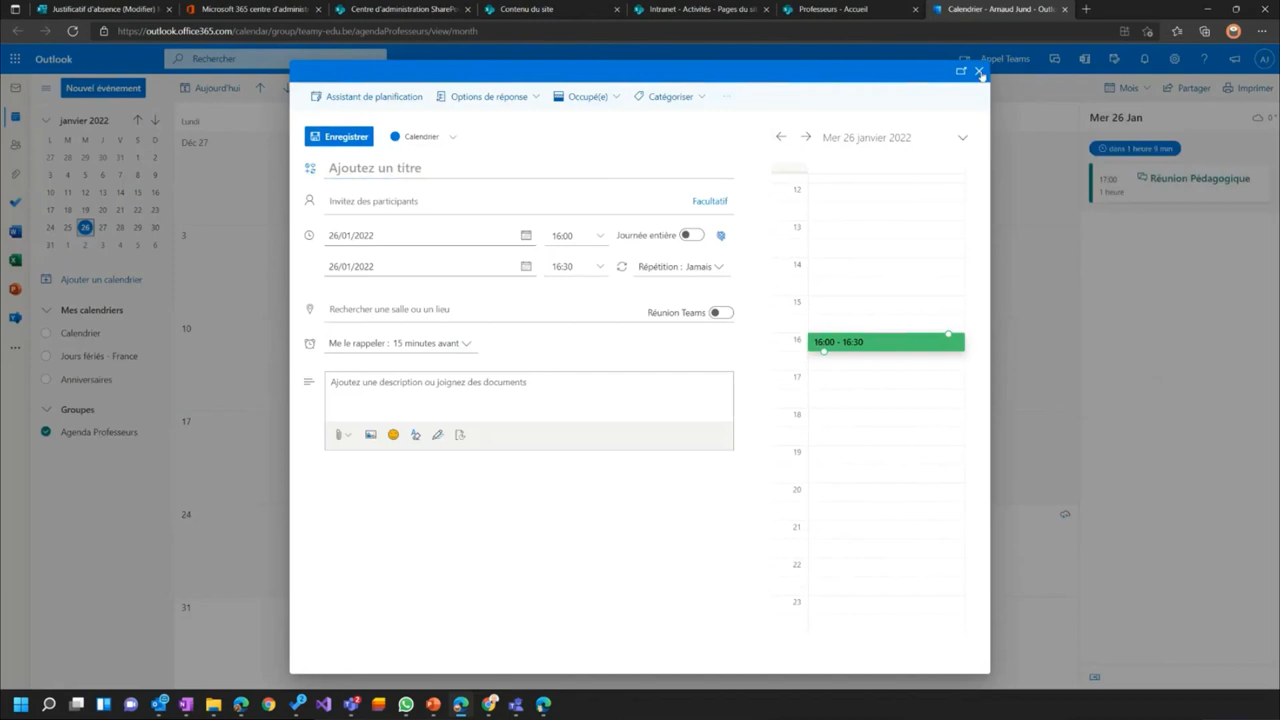 Justificatif d'absence (Modifier)
Microsoft 365 centre d'administ
Centre d'administration SharePo
Contenu du site
Intranet - Activités - Pages du si
Professeurs - Accueil
Calendrier - Arnaud Jund - Outl
https://outlook.office365.com/calendar/group/teamy-edu.be/agendaProfesseurs/view/month
Outlook
Rechercher
Appel Teams
AJ
Nouvel événement
Aujourd'hui
Mois
Partager
Imprimer
janvier 2022
L M M J V S D
27 28 29 30 31 1 2
3 4 5 6 7 8 9
10 11 12 13 14 15 16
17 18 19 20 21 22 23
24 25 26 27 28 29 30
31 1 2 3 4 5 6
Ajouter un calendrier
Mes calendriers
Calendrier
Jours fériés - France
Anniversaires
Groupes
Agenda Professeurs
Lundi
Déc 27
3
10
17
24
31
Assistant de planification
Options de réponse
Occupé(e)
Catégoriser
Enregistrer
Calendrier
Ajoutez un titre
Invitez des participants
Facultatif
26/01/2022
16:00
Journée entière
26/01/2022
16:30
Répétition : Jamais
Rechercher une salle ou un lieu
Réunion Teams
Me le rappeler : 15 minutes avant
Ajoutez une description ou joignez des documents
Mer 26 janvier 2022
12
13
14
15
16
16:00 - 16:30
17
18
19
20
21
22
23
Mer 26 Jan
0°
dans 1 heure 9 min
17:00
Réunion Pédagogique
1 heure